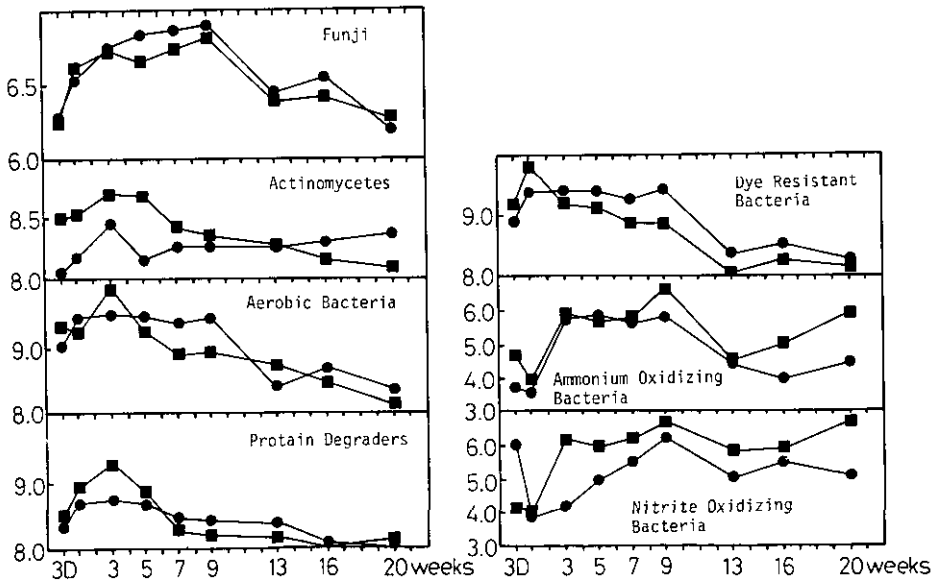 Funji
6.5
6.0
Actinomycetes
8.5
8.0
Aerobic Bacteria
9.0
8.0
Protain Degraders
9.0
8.0
3D 3 5 7 9 13 16 20 weeks
Dye Resistant
Bacteria
9.0
8.0
6.0
5.0
4.0
Ammonium Oxidizing
Bacteria
3.0
6.0
5.0
4.0
Nitrite Oxidizing
Bacteria
3.0
3D 3 5 7 9 13 16 20 weeks